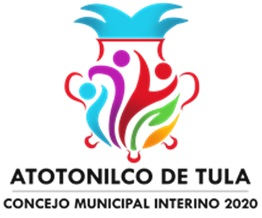 ATOTONILCO DE TULA
CONCEJO MUNICIPAL INTERINO 2020